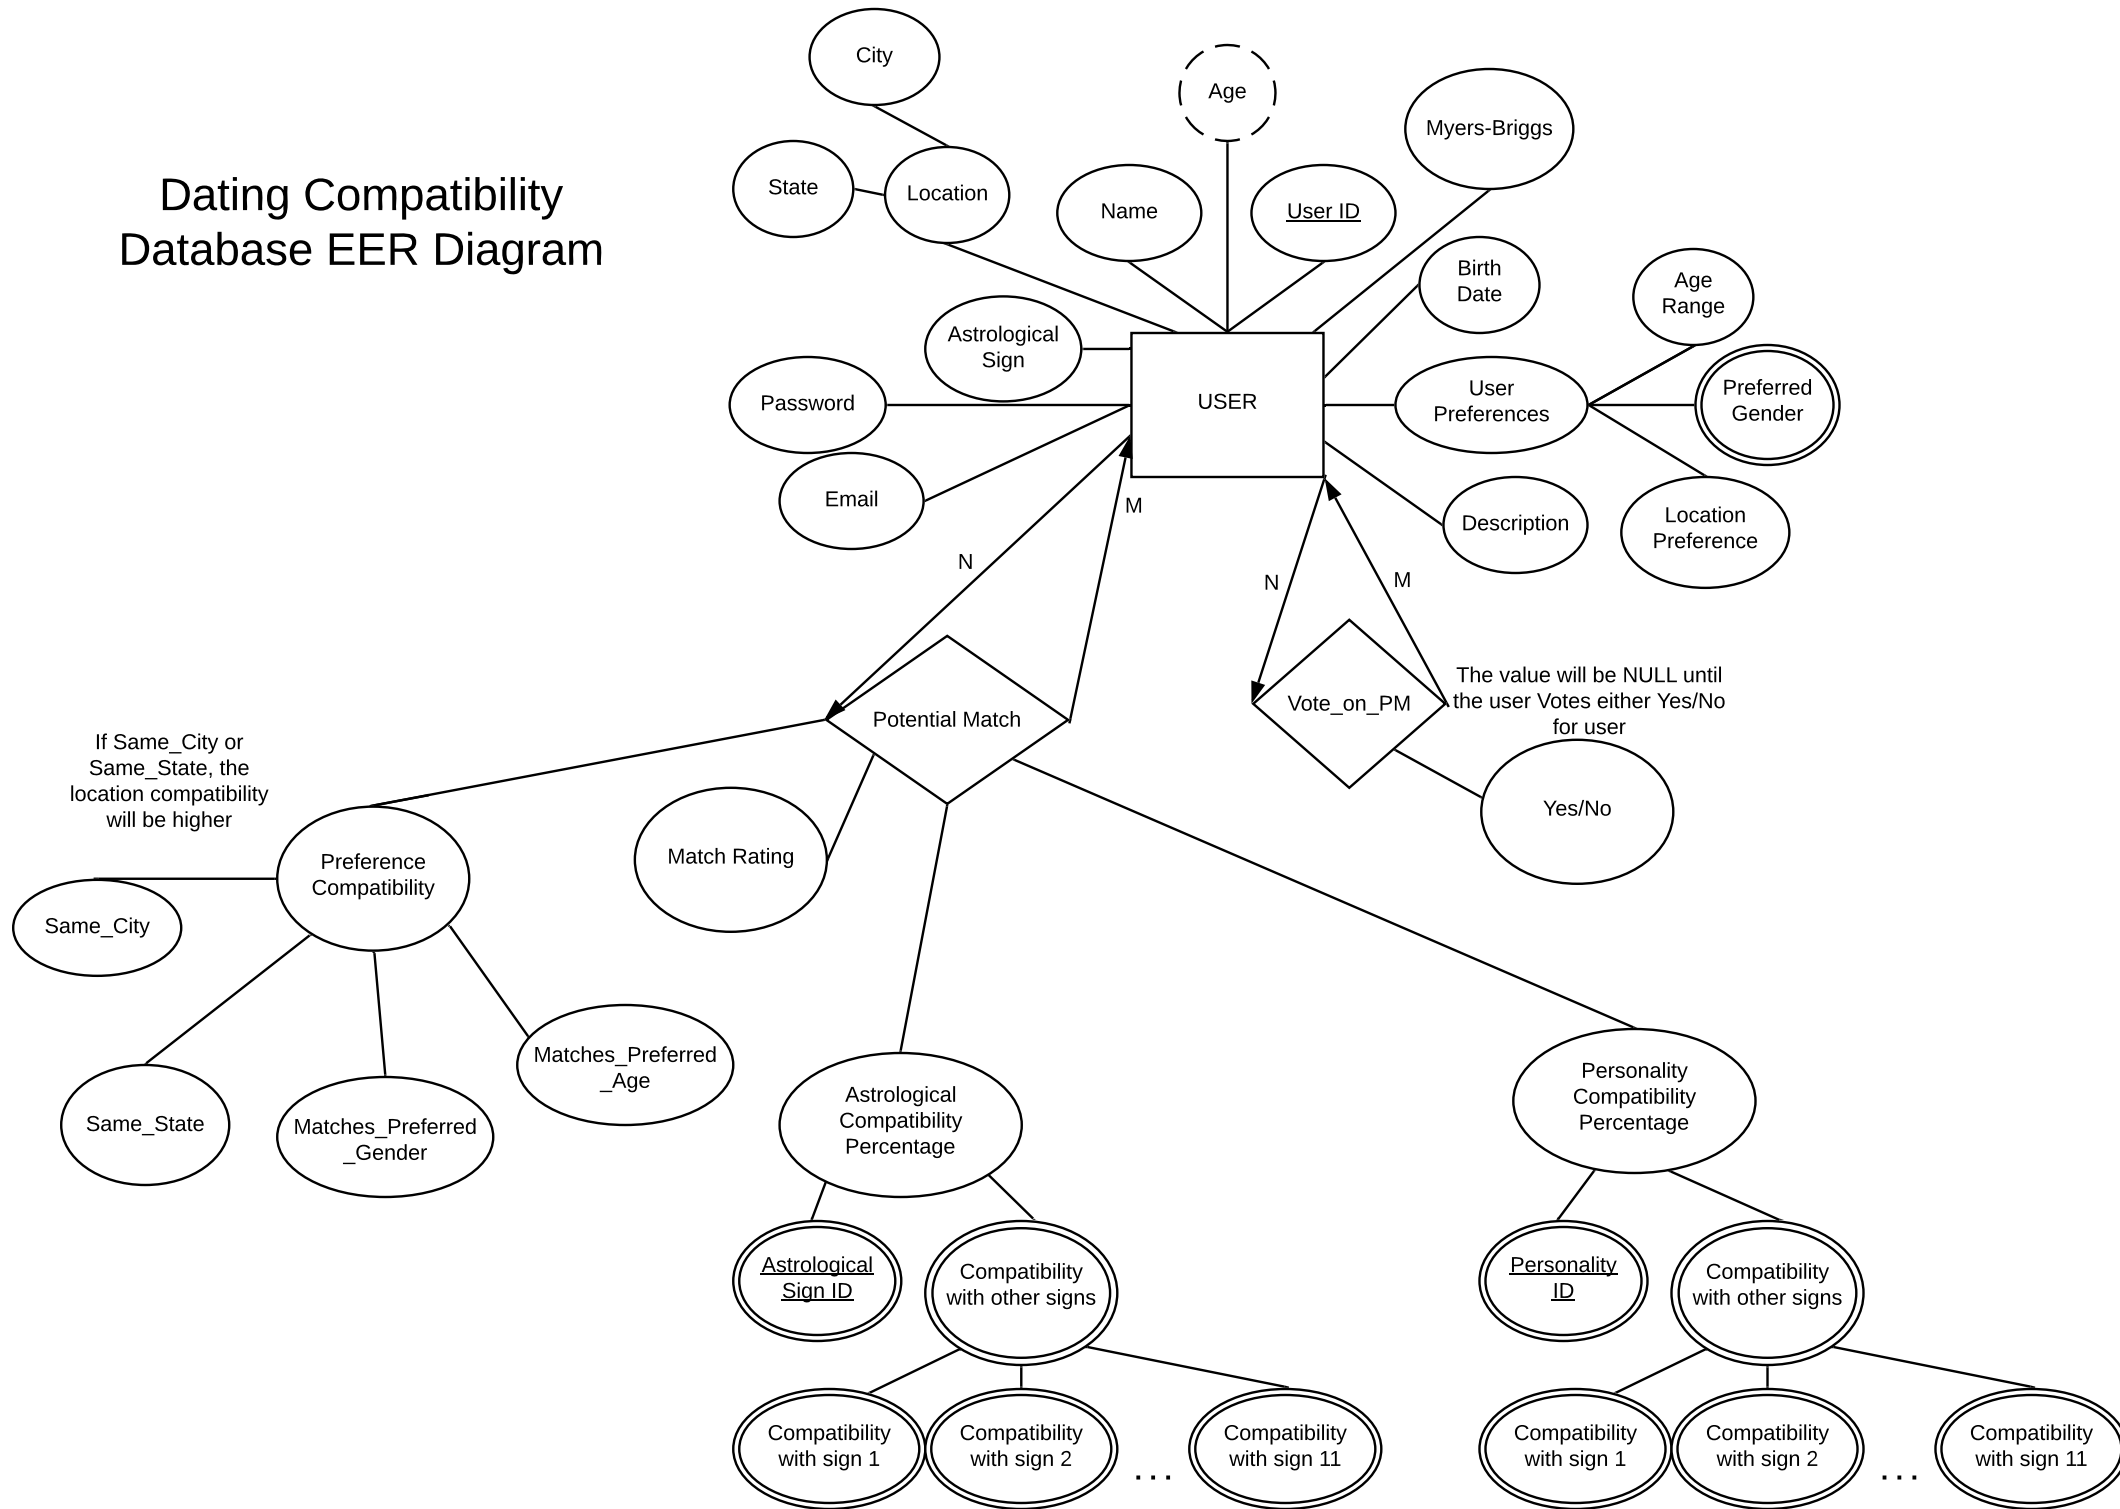 City
Age
Myers-Briggs
Dating Compatibility
Database EER Diagram
State
Location
Name
User ID
Birth
Date
Age
Range
Astrological
Sign
Password
USER
User
Preferences
Preferred
Gender
Email
M
Description
Location
Preference
N
N
M
The value will be NULL until
the user Votes either Yes/No
for user
Potential Match
Vote_on_PM
If Same_City or
Same_State, the
location compatibility
will be higher
Yes/No
Preference
Compatibility
Match Rating
Same_City
Matches_Preferred
_Age
Same_State
Matches_Preferred
_Gender
Astrological
Compatibility
Percentage
Personality
Compatibility
Percentage
Astrological
Sign ID
Compatibility
with other signs
Personality
ID
Compatibility
with other signs
Compatibility
with sign 1
Compatibility
with sign 2
...
Compatibility
with sign 11
Compatibility
with sign 1
Compatibility
with sign 2
...
Compatibility
with sign 11